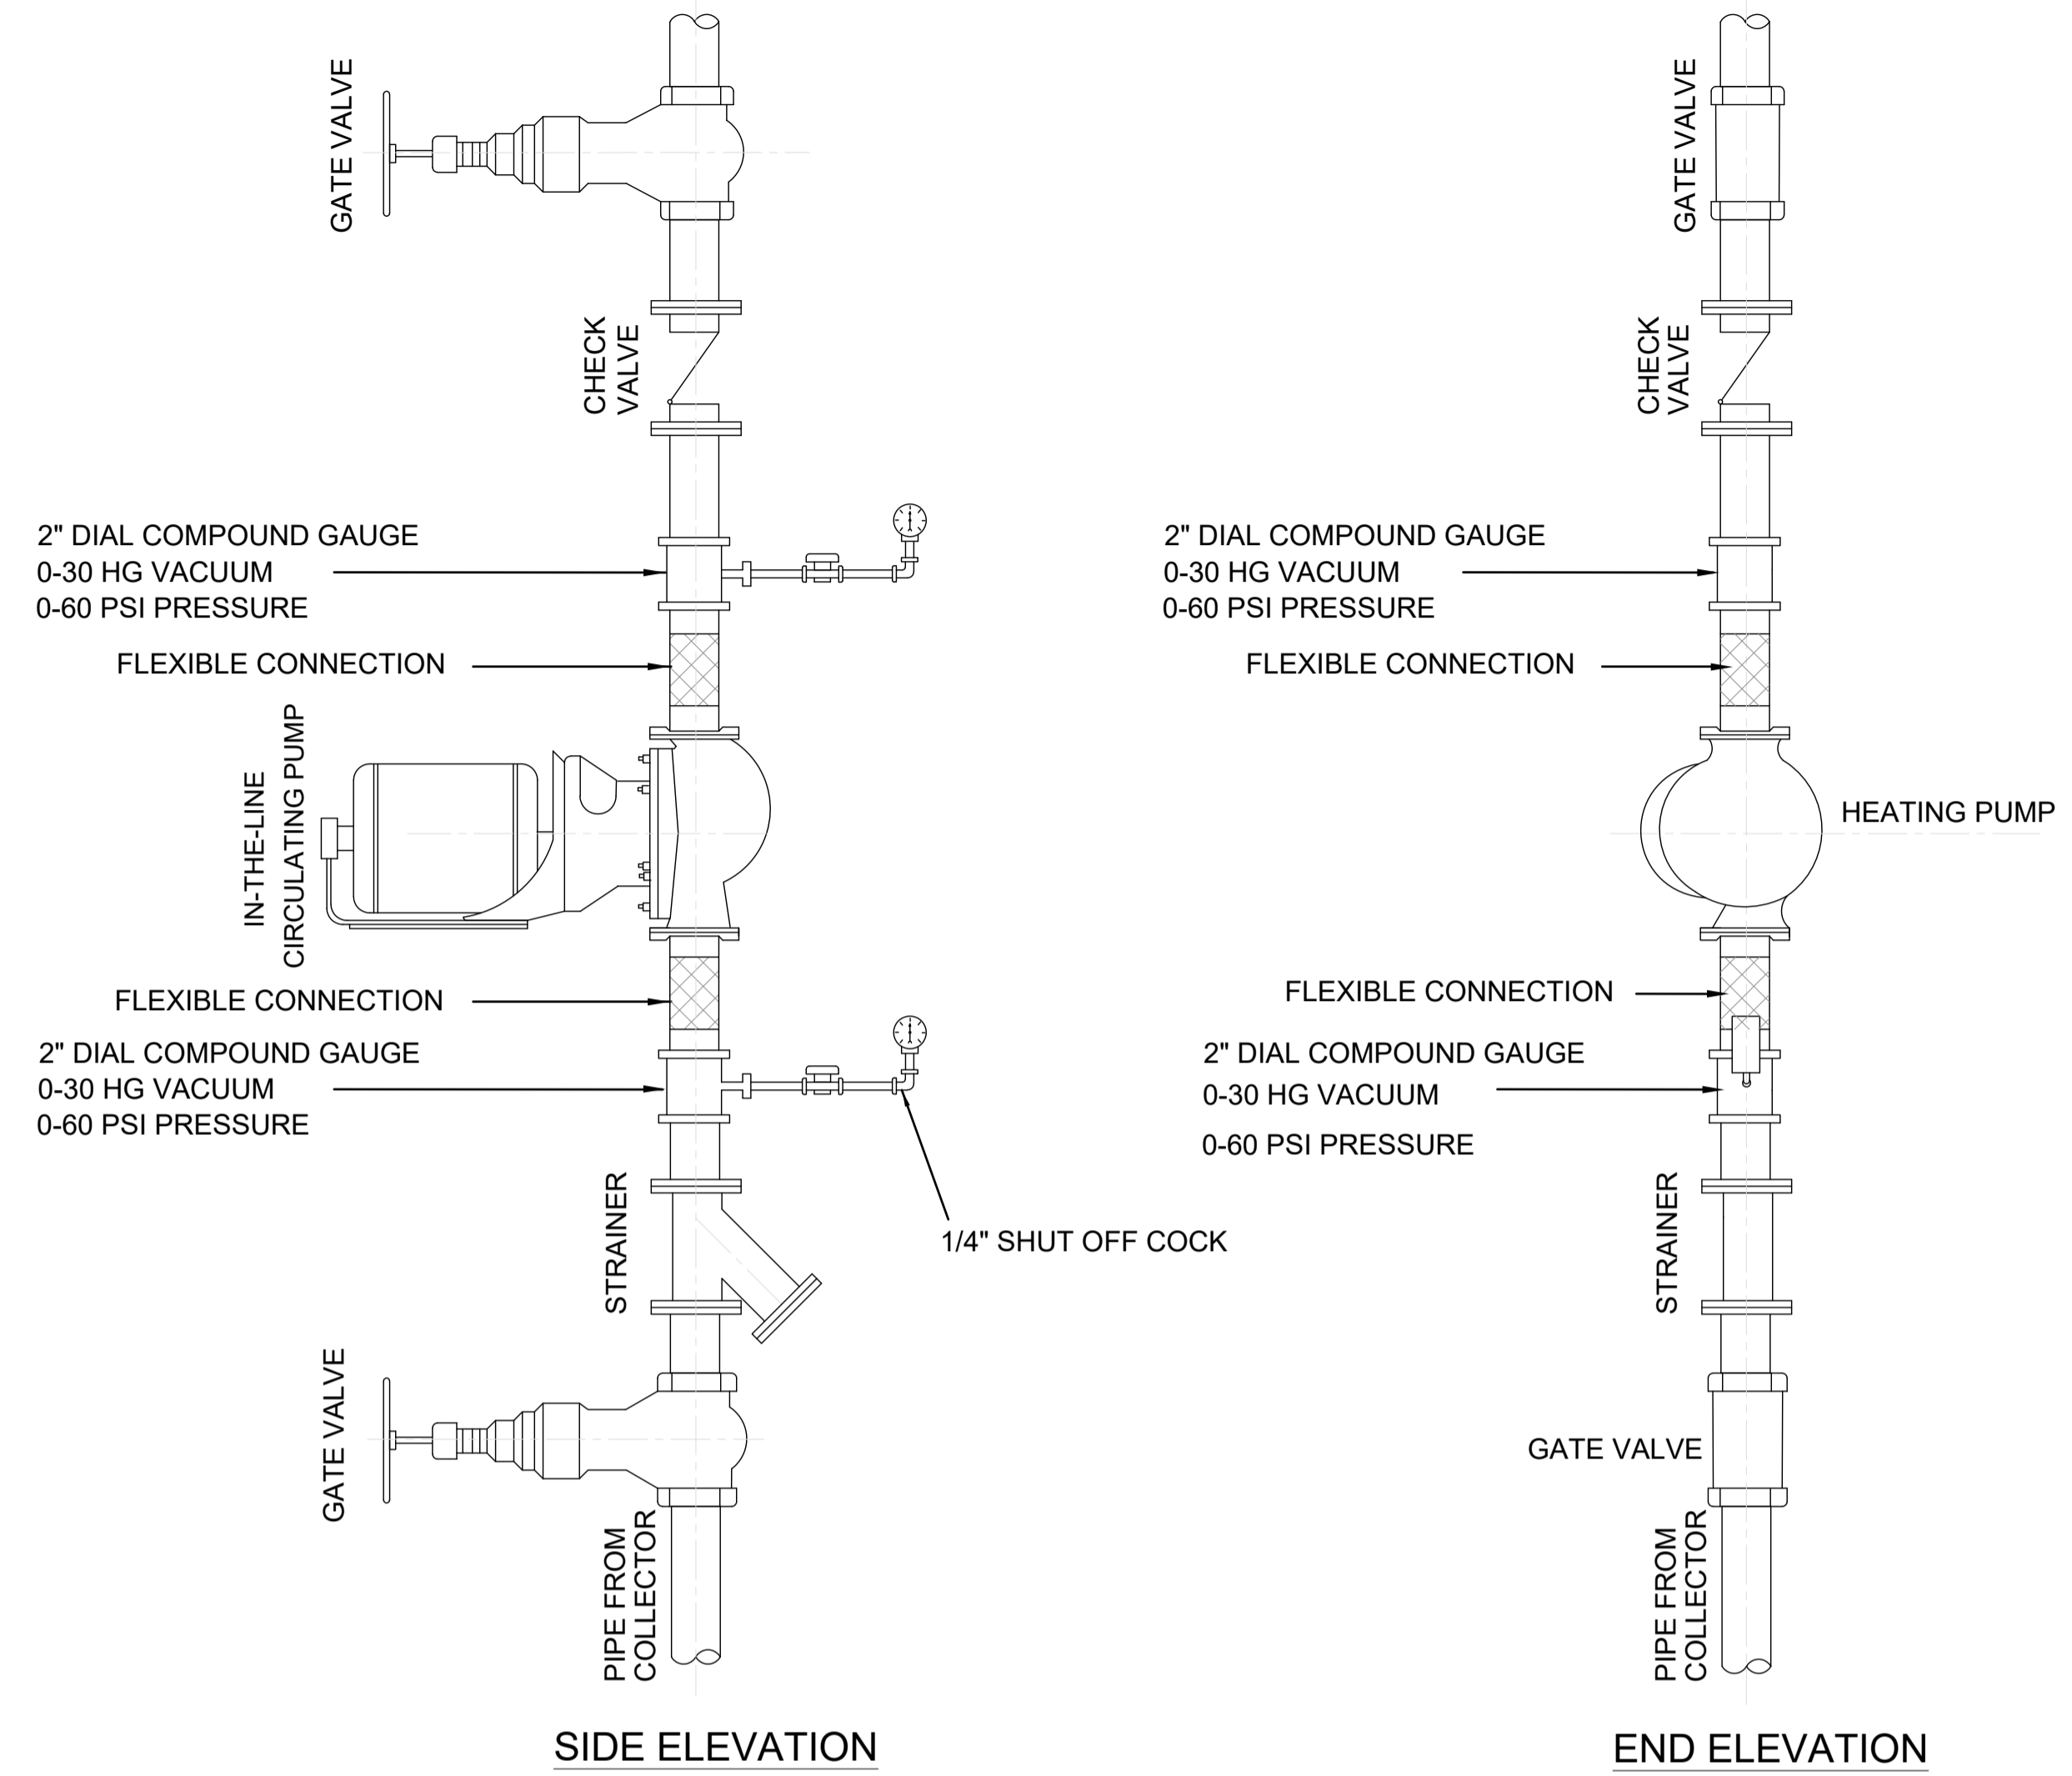 GATE VALVE
CHECK
VALVE
2" DIAL COMPOUND GAUGE
0-30 HG VACUUM
0-60 PSI PRESSURE
FLEXIBLE CONNECTION
IN-THE-LINE
CIRCULATING PUMP
FLEXIBLE CONNECTION
2" DIAL COMPOUND GAUGE
0-30 HG VACUUM
0-60 PSI PRESSURE
STRAINER
1/4" SHUT OFF COCK
GATE VALVE
PIPE FROM
COLLECTOR
SIDE ELEVATION
GATE VALVE
CHECK
VALVE
2" DIAL COMPOUND GAUGE
0-30 HG VACUUM
0-60 PSI PRESSURE
FLEXIBLE CONNECTION
HEATING PUMP
FLEXIBLE CONNECTION
2" DIAL COMPOUND GAUGE
0-30 HG VACUUM
0-60 PSI PRESSURE
STRAINER
GATE VALVE
PIPE FROM
COLLECTOR
END ELEVATION